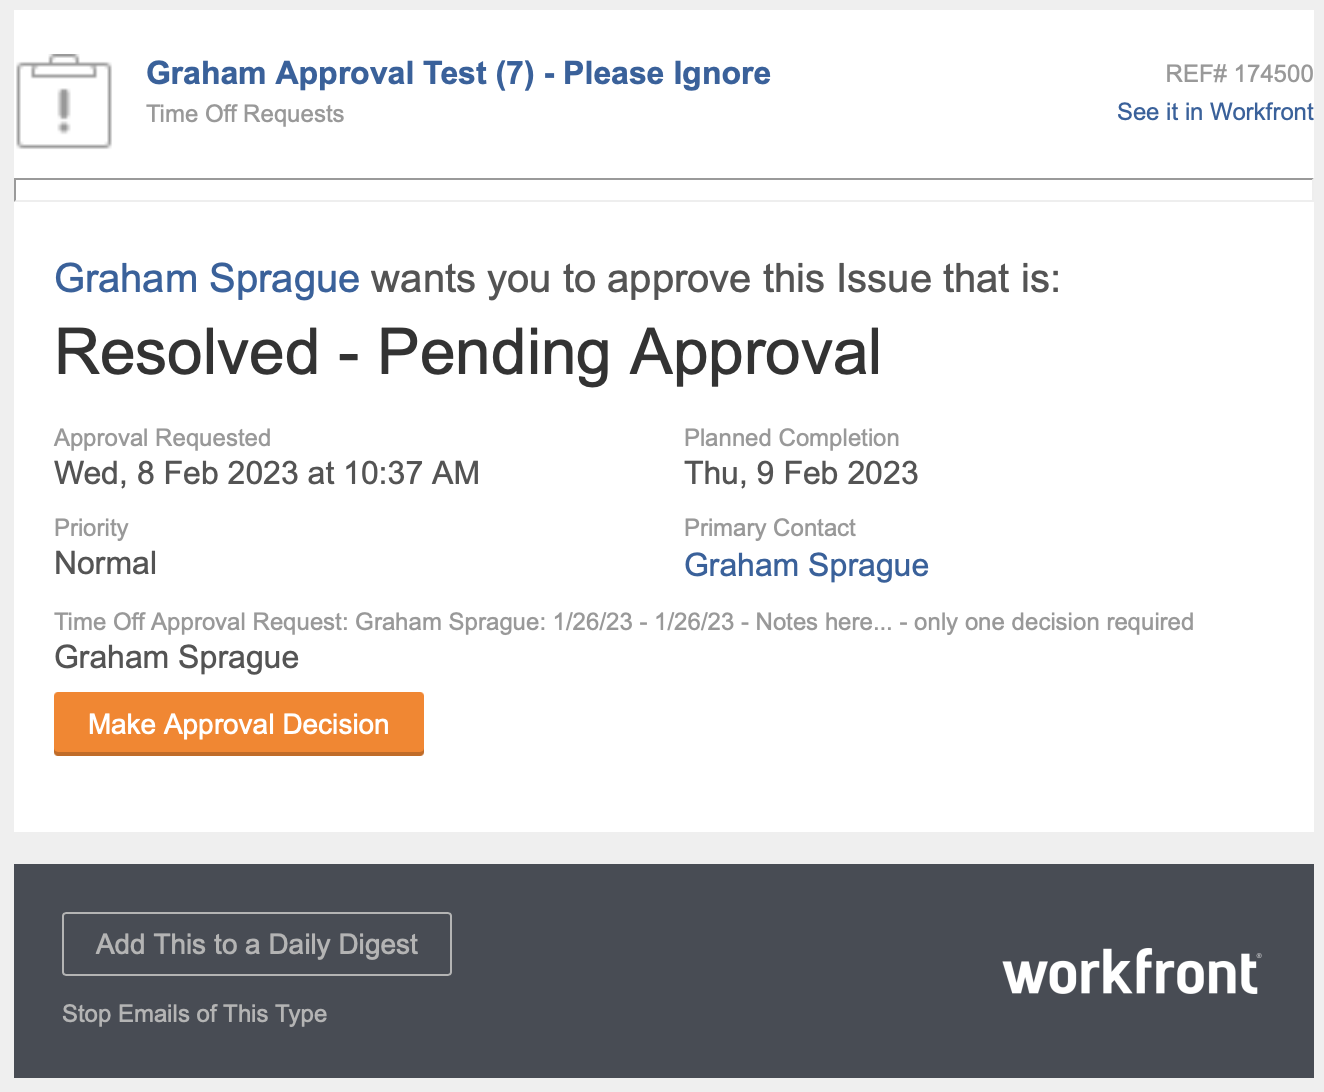 Graham Approval Test (7) - Please Ignore
Time Off Requests
REF# 174500
See it in Workfront
Graham Sprague wants you to approve this Issue that is:
Resolved - Pending Approval
Approval Requested
Wed, 8 Feb 2023 at 10:37 AM
Planned Completion
Thu, 9 Feb 2023
Priority
Normal
Primary Contact
Graham Sprague
Time Off Approval Request: Graham Sprague: 1/26/23 - 1/26/23 - Notes here... - only one decision required
Graham Sprague
Make Approval Decision
Add This to a Daily Digest
Stop Emails of This Type
workfront